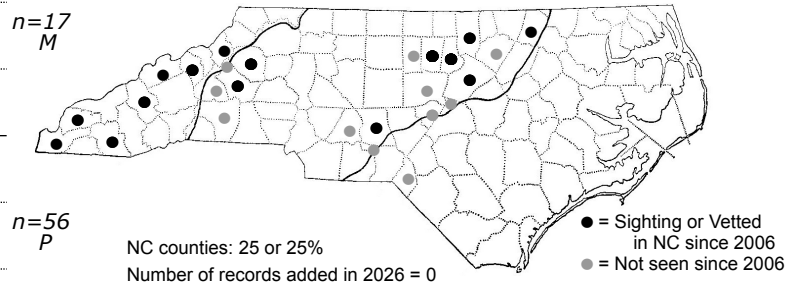 n=17
M
n=56
P
NC counties: 25 or 25%
Number of records added in 2026 = 0
● = Sighting or Vetted
in NC since 2006
● = Not seen since 2006